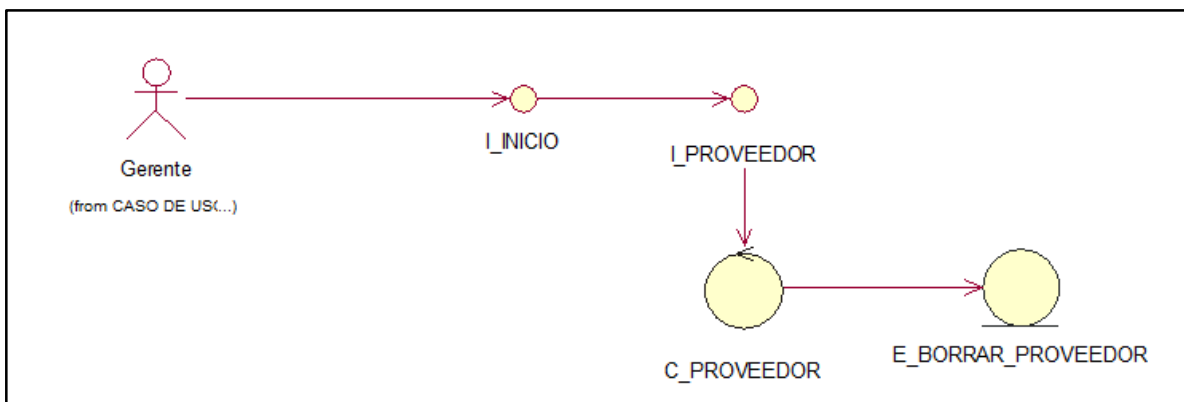 I_INICIO
I_PROVEEDOR
Gerente
(from CASO DE US(...)
C_PROVEEDOR
E_BORRAR_PROVEEDOR